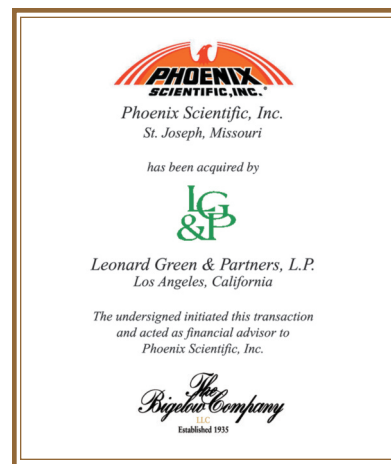 PHOENIX
SCIENTIFIC, INC.®
Phoenix Scientific, Inc.
St. Joseph, Missouri
has been acquired by
LG
&P
Leonard Green & Partners, L.P.
Los Angeles, California
The undersigned initiated this transaction
and acted as financial advisor to
Phoenix Scientific, Inc.
The
Bigelow Company
LLC
Established 1935